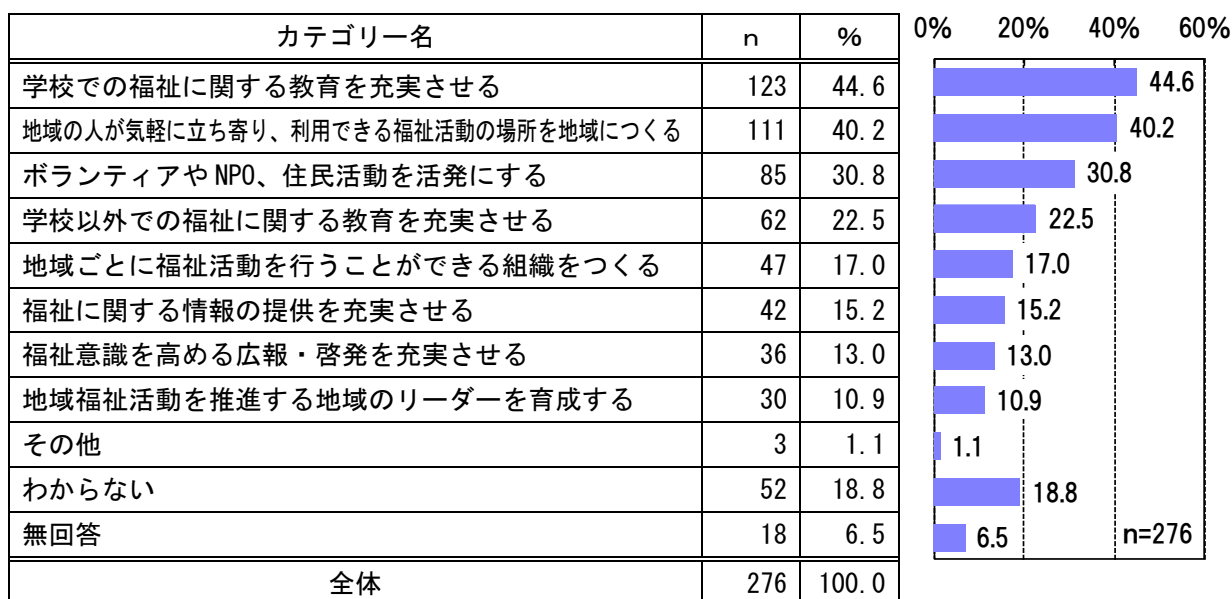 カテゴリー名 n %
学校での福祉に関する教育を充実させる 123 44.6
地域の人が気軽に立ち寄り、利用できる福祉活動の場所を地域につくる 111 40.2
ボランティアや NPO、住民活動を活発にする 85 30.8
学校以外での福祉に関する教育を充実させる 62 22.5
地域ごとに福祉活動を行うことができる組織をつくる 47 17.0
福祉に関する情報の提供を充実させる 42 15.2
福祉意識を高める広報・啓発を充実させる 36 13.0
地域福祉活動を推進する地域のリーダーを育成する 30 10.9
その他 3 1.1
わからない 52 18.8
無回答 18 6.5
全体 276 100.0
0% 20% 40% 60%
44.6
40.2
30.8
22.5
17.0
15.2
13.0
10.9
1.1
18.8
6.5 n=276